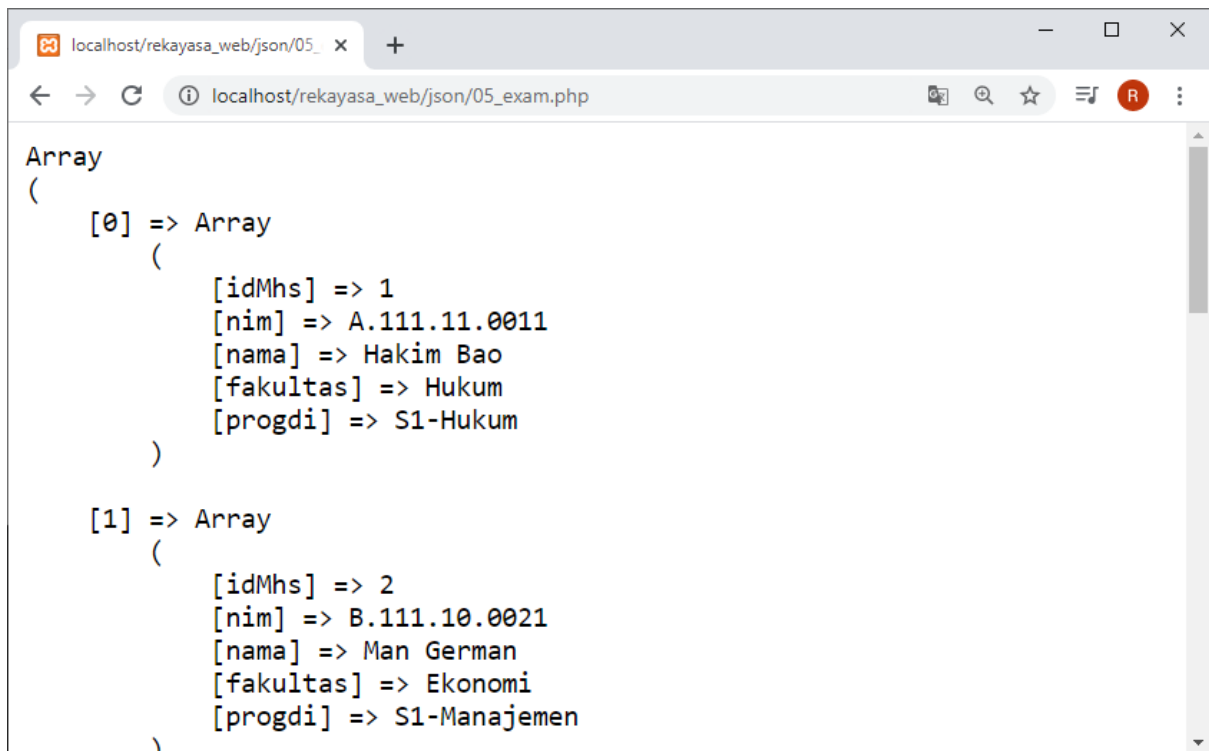 localhost/rekayasa_web/json/05_
localhost/rekayasa_web/json/05_exam.php
R
Array
(
    [0] => Array
        (
            [idMhs] => 1
            [nim] => A.111.11.0011
            [nama] => Hakim Bao
            [fakultas] => Hukum
            [progdi] => S1-Hukum
        )
    [1] => Array
        (
            [idMhs] => 2
            [nim] => B.111.10.0021
            [nama] => Man German
            [fakultas] => Ekonomi
            [progdi] => S1-Manajemen
        )